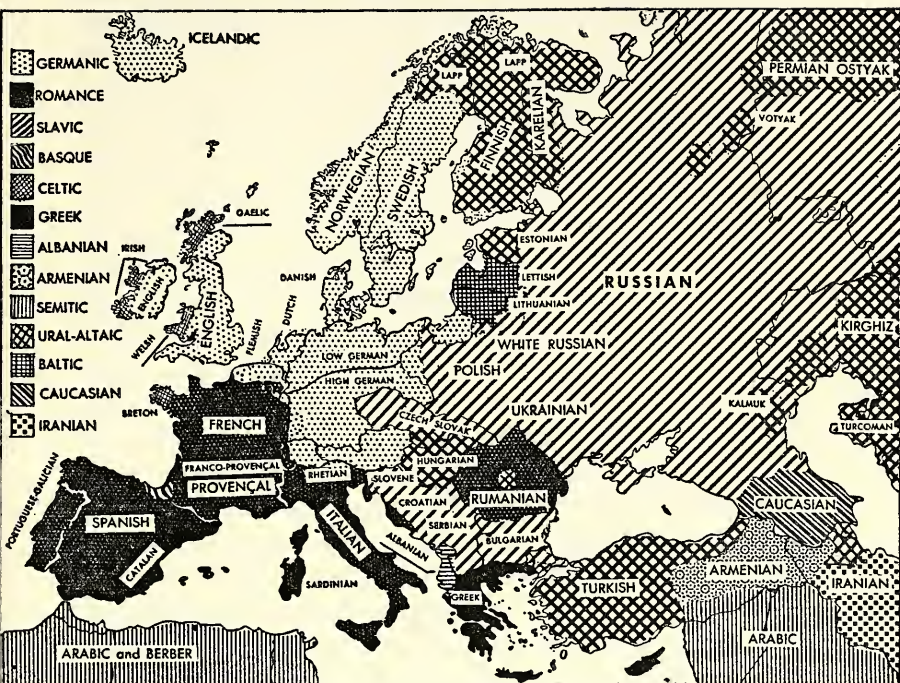 GERMANIC
ROMANCE
SLAVIC
BASQUE
CELTIC
GREEK
ALBANIAN
ARMENIAN
SEMITIC
URAL-ALTAIC
BALTIC
CAUCASIAN
IRANIAN
ICELANDIC
LAPP
LAPP
PERMIAN OSTYAK
VOTYAK
KARELIAN
FINNISH
NORWEGIAN
SWEDISH
GAELIC
IRISH
ENGLISH
ENGLISH
WELSH
ESTONIAN
LETTISH
LITHUANIAN
DANISH
DUTCH
FLEMISH
RUSSIAN
LOW GERMAN
HIGH GERMAN
WHITE RUSSIAN
POLISH
KIRGHIZ
BRETON
FRENCH
CZECH SLOVAK
UKRAINIAN
KALMUK
TURCOMAN
FRANCO-PROVENÇAL
PROVENÇAL
RHETIAN
SLOVENE
HUNGARIAN
RUMANIAN
CAUCASIAN
PORTUGUESE-GALICIAN
SPANISH
CATALAN
ITALIAN
SARDINIAN
CROATIAN
SERBIAN
BULGARIAN
ALBANIAN
GREEK
TURKISH
ARMENIAN
IRANIAN
ARABIC and BERBER
ARABIC